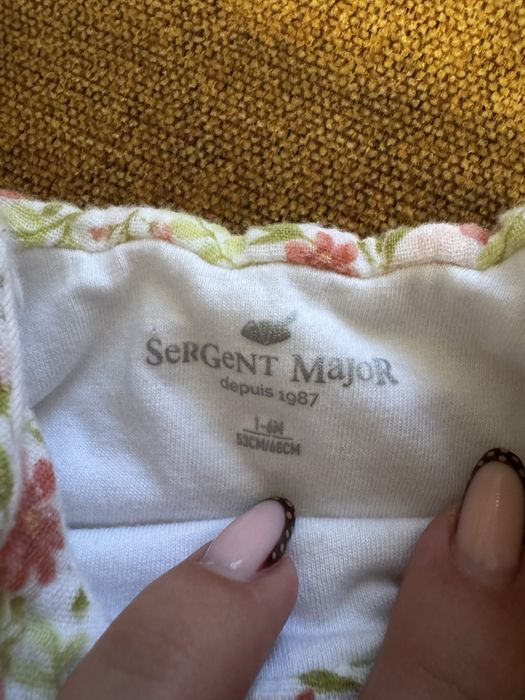 SeRGeNT MaJoR
depuis 1987
1-6M
53CM/68CM